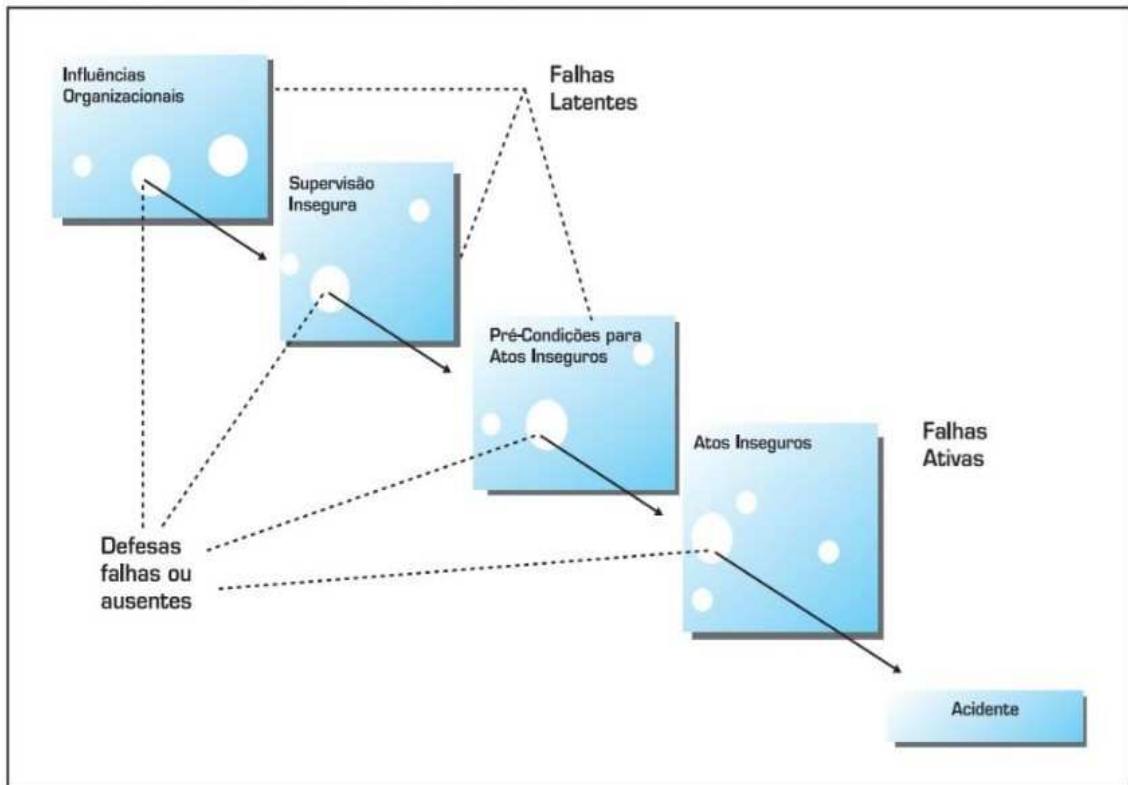 Influências
Organizacionais
Falhas
Latentes
Supervisão
Insegura
Pré-Condições para
Atos Inseguros
Atos Inseguros
Falhas
Ativas
Defesas
falhas ou
ausentes
Acidente